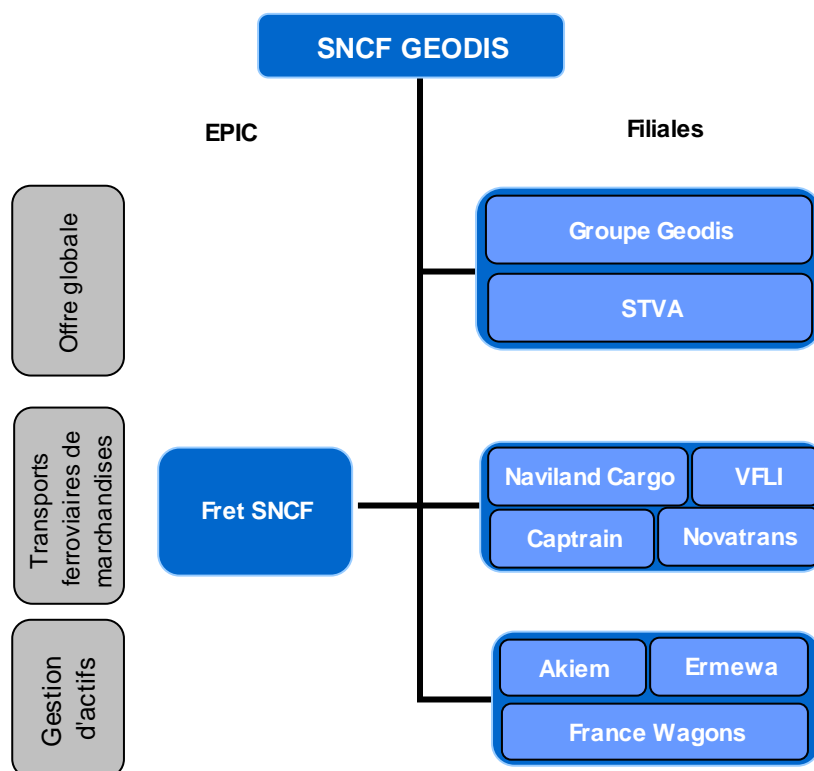 SNCF GEODIS
EPIC
Filiales
Offre globale
Groupe Geodis
STVA
Transports
ferroviaires de
marchandises
Fret SNCF
Naviland Cargo
VFLI
Captrain
Novatrans
Gestion
d'actifs
Akiem
Ermewa
France Wagons